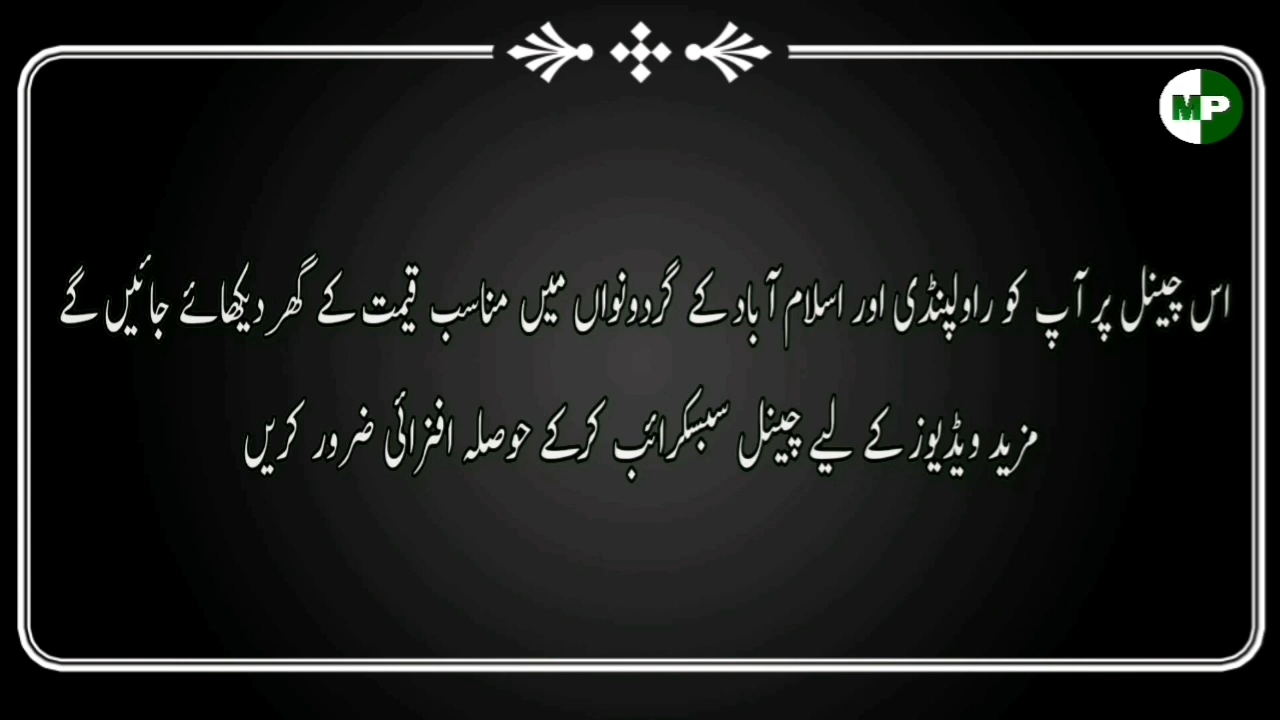 MP
اس چینل پر آپ کو راولپنڈی اور اسلام آباد کے گردونواں میں مناسب قیمت کے گھر دیکھائے جائیں گے
مزید ویڈیوز کے لیے چینل سبسکرائب کرکے حوصلہ افزائی ضرور کریں